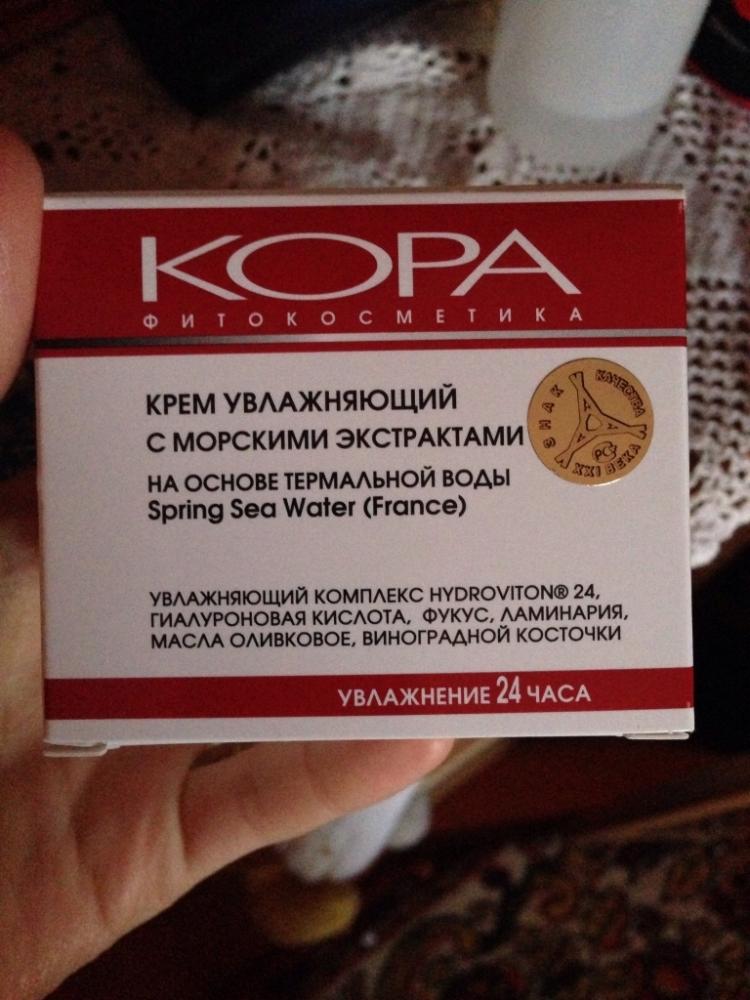 КОРА
ФИТОКОСМЕТИКА
КРЕМ УВЛАЖНЯЮЩИЙ
С МОРСКИМИ ЭКСТРАКТАМИ
НА ОСНОВЕ ТЕРМАЛЬНОЙ ВОДЫ
Spring Sea Water (France)
ЗНАК КАЧЕСТВА
XXI ВЕКА
РСТ
УВЛАЖНЯЮЩИЙ КОМПЛЕКС HYDROVITON® 24,
ГИАЛУРОНОВАЯ КИСЛОТА, ФУКУС, ЛАМИНАРИЯ,
МАСЛА ОЛИВКОВОЕ, ВИНОГРАДНОЙ КОСТОЧКИ
УВЛАЖНЕНИЕ 24 ЧАСА